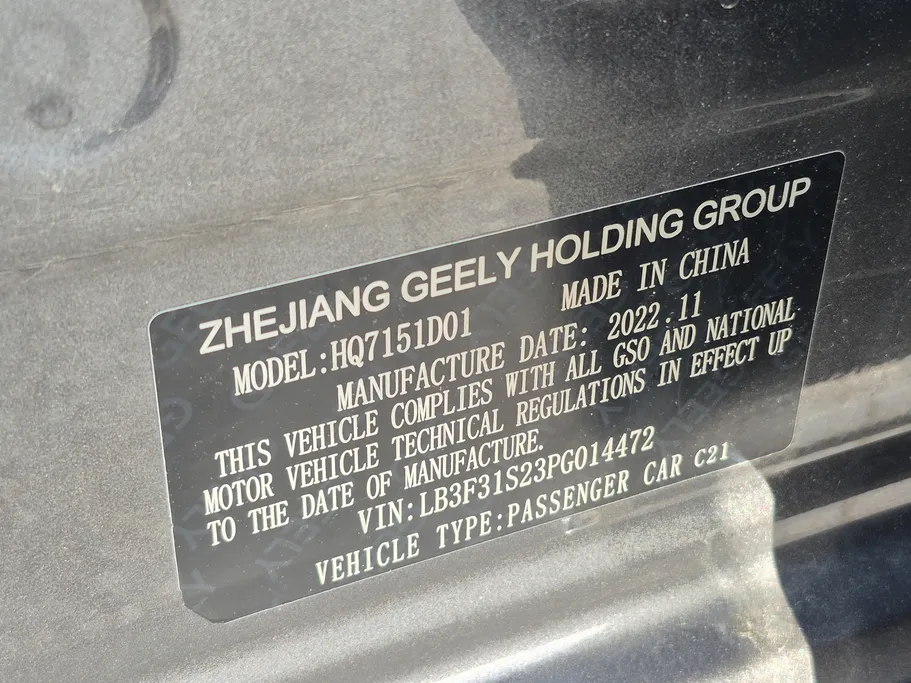 ZHEJIANG GEELY HOLDING GROUP
MODEL:HQ7151D01 MADE IN CHINA
MANUFACTURE DATE: 2022.11
THIS VEHICLE COMPLIES WITH ALL GSO AND NATIONAL
MOTOR VEHICLE TECHNICAL REGULATIONS IN EFFECT UP
TO THE DATE OF MANUFACTURE.
VIN:LB3F31S23PG014472
VEHICLE TYPE:PASSENGER CAR C21